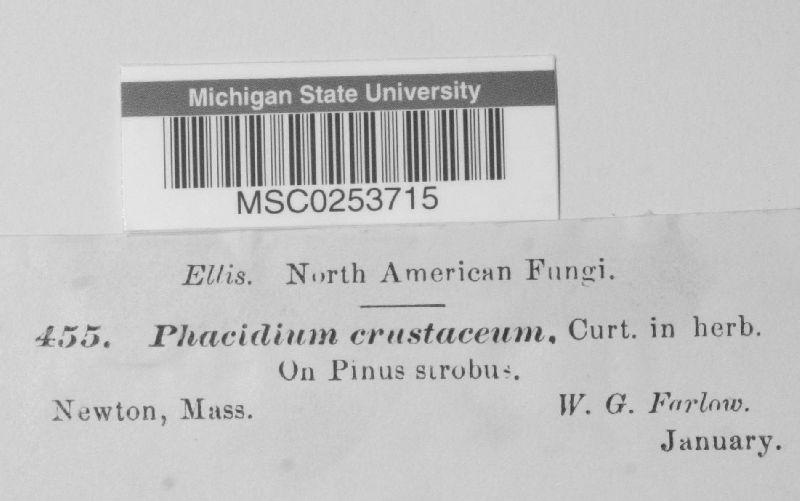 Michigan State University
MSC0253715
Ellis. North American Fungi.
455. Phacidium crustaceum, Curt. in herb.
On Pinus strobus.
Newton, Mass. W. G. Farlow.
January.